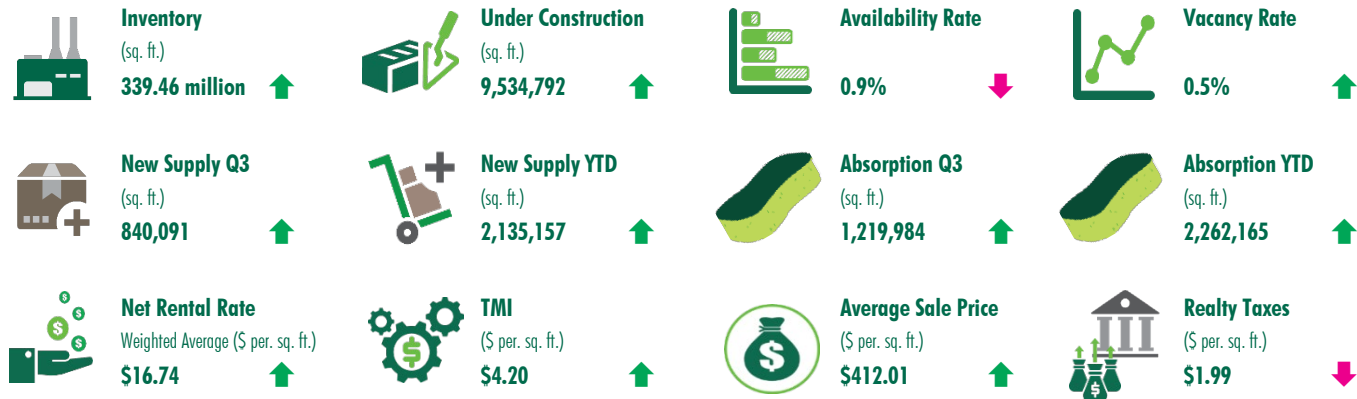 Inventory
(sq. ft.)
339.46 million
Under Construction
(sq. ft.)
9,534,792
Availability Rate
0.9%
Vacancy Rate
0.5%
New Supply Q3
(sq. ft.)
840,091
New Supply YTD
(sq. ft.)
2,135,157
Absorption Q3
(sq. ft.)
1,219,984
Absorption YTD
(sq. ft.)
2,262,165
Net Rental Rate
Weighted Average ($ per. sq. ft.)
$16.74
TMI
($ per. sq. ft.)
$4.20
Average Sale Price
($ per. sq. ft.)
$412.01
Realty Taxes
($ per. sq. ft.)
$1.99